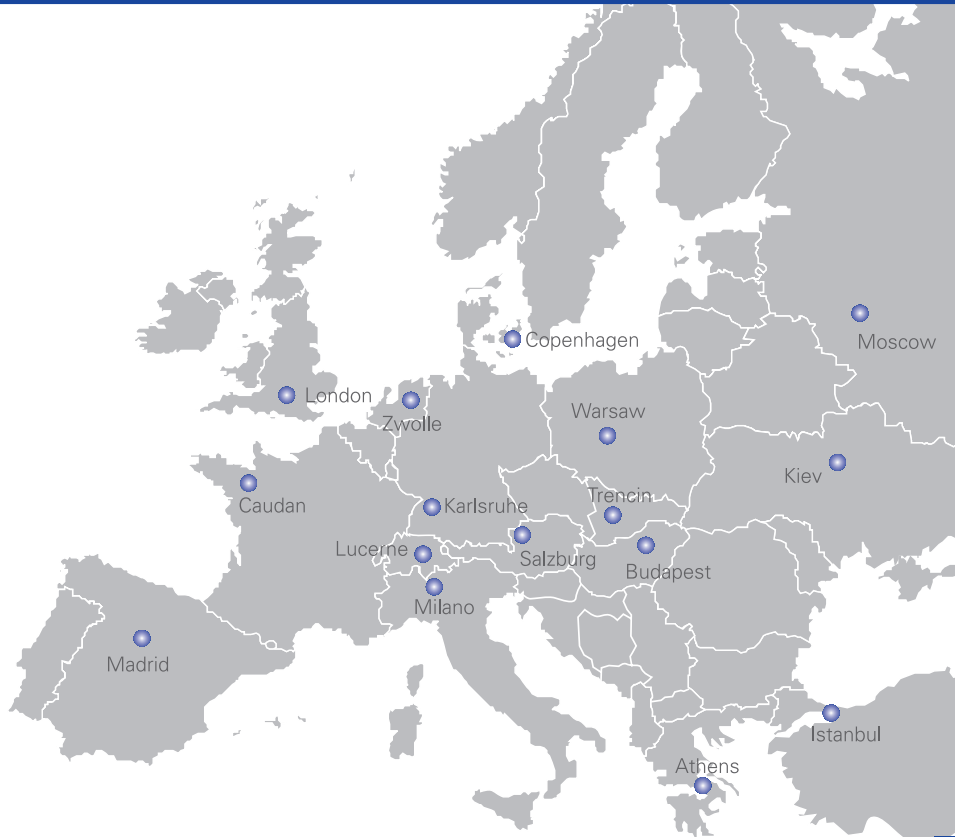 Copenhagen
Moscow
London
Zwolle
Warsaw
Kiev
Caudan
Karlsruhe
Trencin
Lucerne
Salzburg
Budapest
Milano
Madrid
Istanbul
Athens